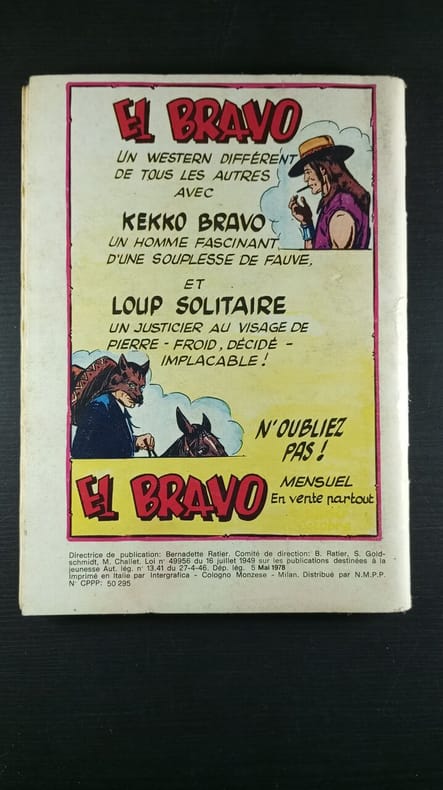 EL BRAVO
UN WESTERN DIFFÉRENT
DE TOUS LES AUTRES
AVEC
KEKKO BRAVO
UN HOMME FASCINANT
D'UNE SOUPLESSE DE FAUVE,
ET
LOUP SOLITAIRE
UN JUSTICIER AU VISAGE DE
PIERRE - FROID, DÉCIDÉ -
IMPLACABLE !
N'OUBLIEZ
PAS !
EL BRAVO
MENSUEL
En vente partout
Directrice de publication: Bernadette Ratier. Comité de direction: B. Ratier, S. Gold-
schmidt, M. Challet. Loi n° 49956 du 16 juillet 1949 sur les publications destinées à la
jeunesse Aut. lég. n° 13.41 du 27-4-46. Dép. lég. 5 Mai 1978
Imprimé en Italie par Intergrafica - Cologno Monzese - Milan. Distribué par N.M.P.P.
N° CPPP: 50 295